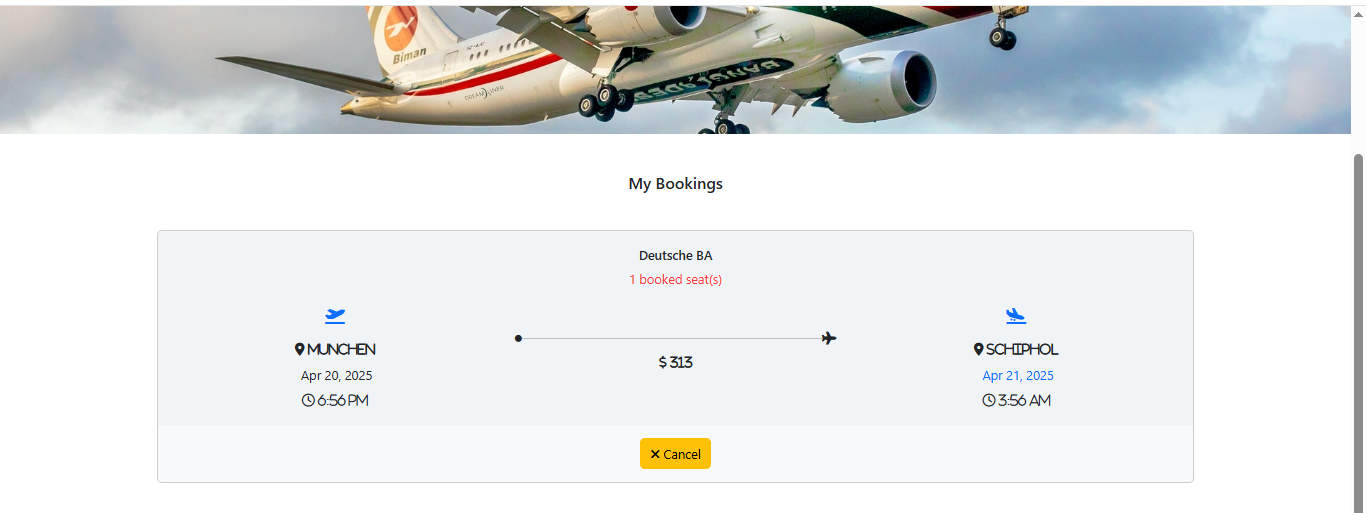 Biman
DREAMLINER
My Bookings
Deutsche BA
1 booked seat(s)
MUNCHEN
Apr 20, 2025
6:56 PM
$ 313
SCHIPHOL
Apr 21, 2025
3:56 AM
Cancel